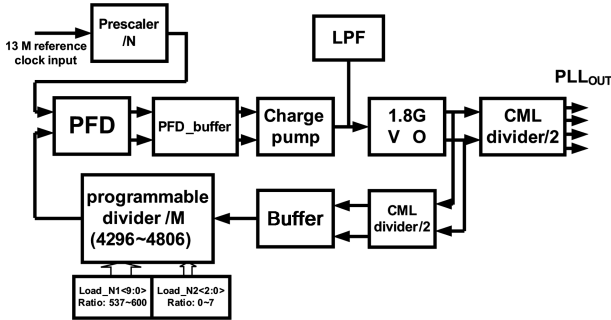 Prescaler
/N
13 M reference
clock input
LPF
PLLOUT
PFD
PFD_buffer
Charge
pump
1.8G
V O
CML
divider/2
programmable
divider /M
(4296~4806)
Buffer
CML
divider/2
Load_N1<9:0>
Ratio: 537~600
Load_N2<2:0>
Ratio: 0~7